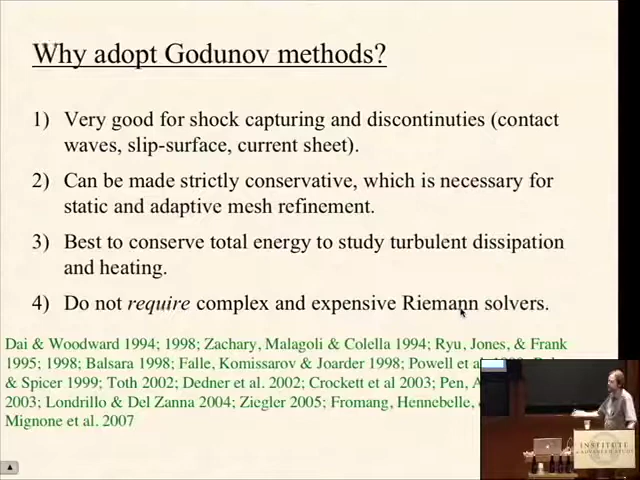 Why adopt Godunov methods?
1) Very good for shock capturing and discontinuties (contact
waves, slip-surface, current sheet).
2) Can be made strictly conservative, which is necessary for
static and adaptive mesh refinement.
3) Best to conserve total energy to study turbulent dissipation
and heating.
4) Do not require complex and expensive Riemann solvers.
Dai & Woodward 1994; 1998; Zachary, Malagoli & Colella 1994; Ryu, Jones, & Frank
1995; 1998; Balsara 1998; Falle, Komissarov & Joarder 1998; Powell et
& Spicer 1999; Toth 2002; Dedner et al. 2002; Crockett et al 2003; Pen,
2003; Londrillo & Del Zanna 2004; Ziegler 2005; Fromang, Hennebelle,
Mignone et al. 2007
INSTITUTE
ADVANCED STUDY